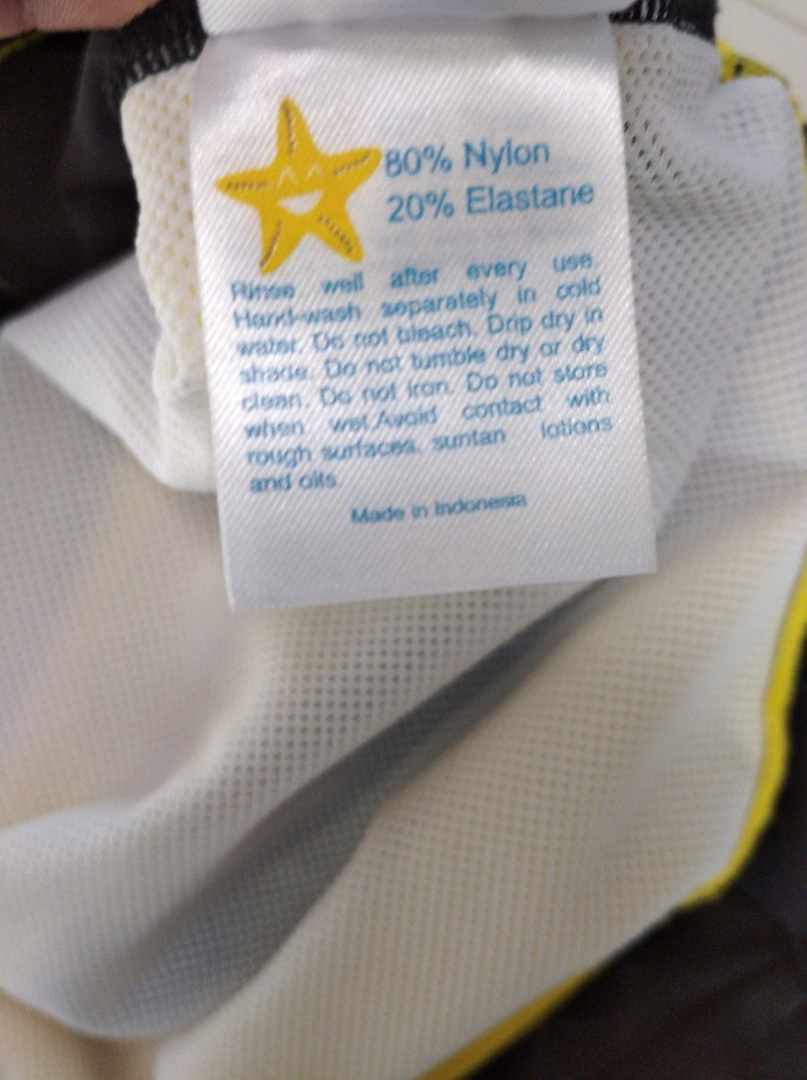 80% Nylon
20% Elastane
Rinse well after every use.
Hand-wash separately in cold
water. Do not bleach. Drip dry in
shade. Do not tumble dry or dry
clean. Do not iron. Do not store
when wet.Avoid contact with
rough surfaces, suntan lotions
and oils.
Made in Indonesia